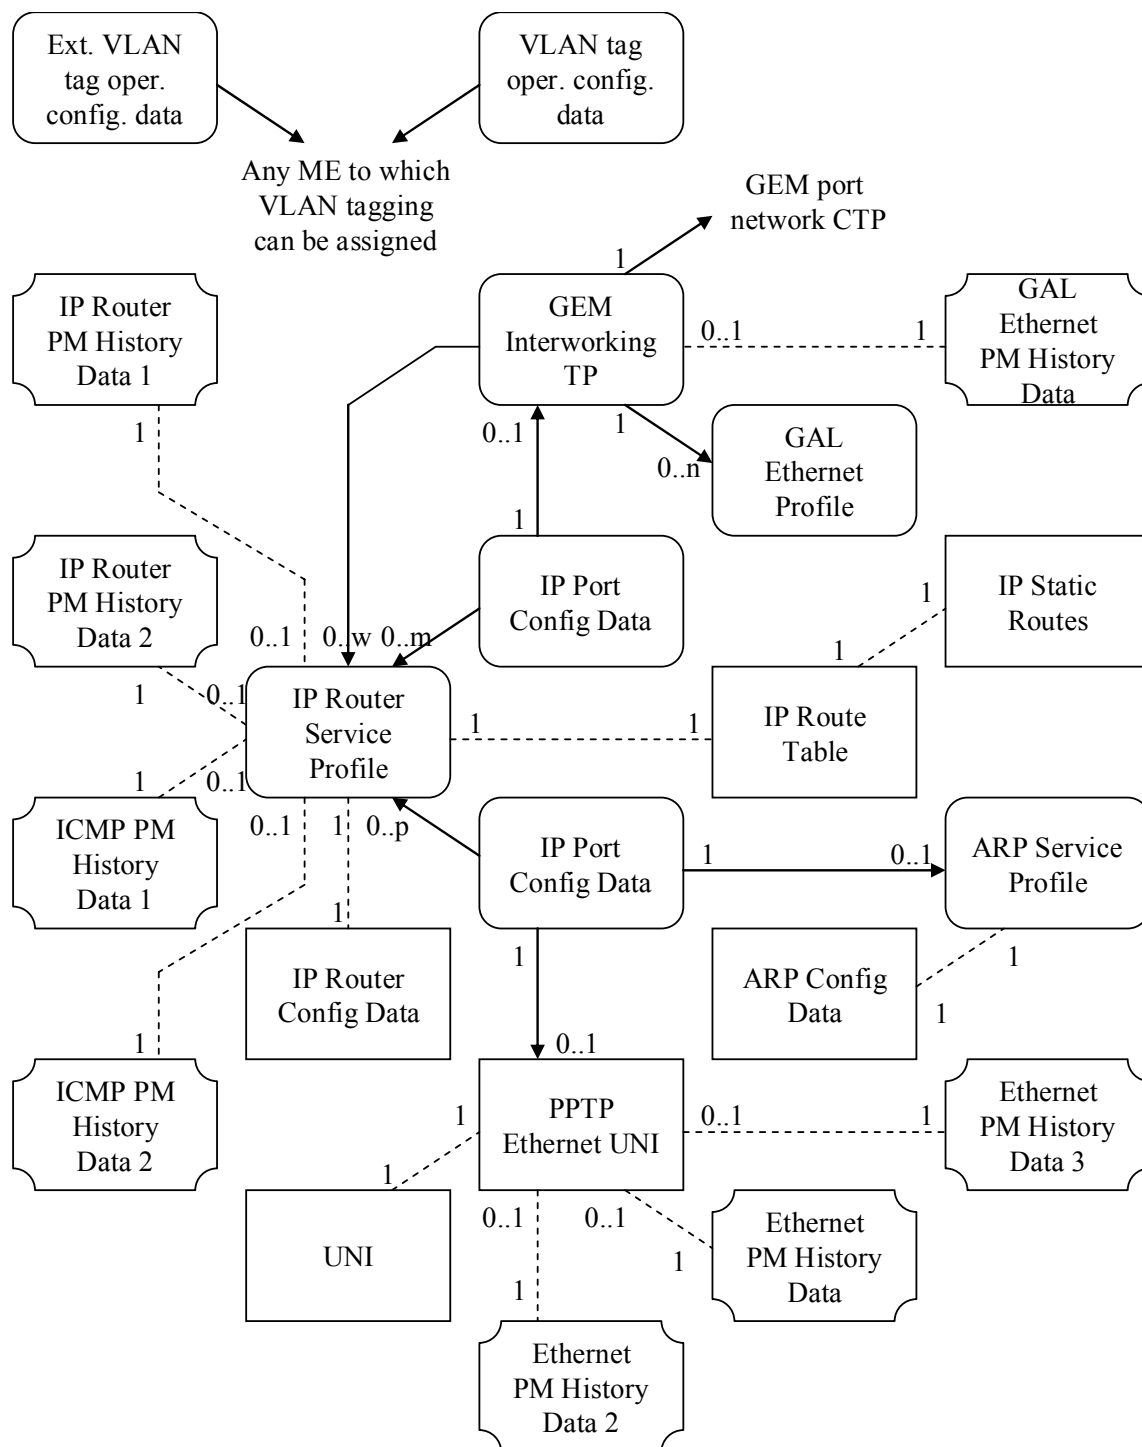 Ext. VLAN
tag oper.
config. data
VLAN tag
oper. config.
data
Any ME to which
VLAN tagging
can be assigned
GEM port
network CTP
1
IP Router
PM History
Data 1
1
GEM
Interworking
TP
0..1
1
GAL
Ethernet
PM History
Data
0..1
1
0..n
GAL
Ethernet
Profile
1
IP Router
PM History
Data 2
1
0..1
0..1
0..w
0..m
IP Port
Config Data
IP Static
Routes
1
1
IP Router
Service
Profile
1
1
IP Route
Table
1
0..1
ICMP PM
History
Data 1
0..1
1
0..p
1
IP Port
Config Data
1
0..1
ARP Service
Profile
1
IP Router
Config Data
1
ARP Config
Data
1
1
0..1
1
ICMP PM
History
Data 2
PPTP
Ethernet UNI
1
1
0..1
1
Ethernet
PM History
Data 3
UNI
0..1
0..1
1
1
Ethernet
PM History
Data
Ethernet
PM History
Data 2